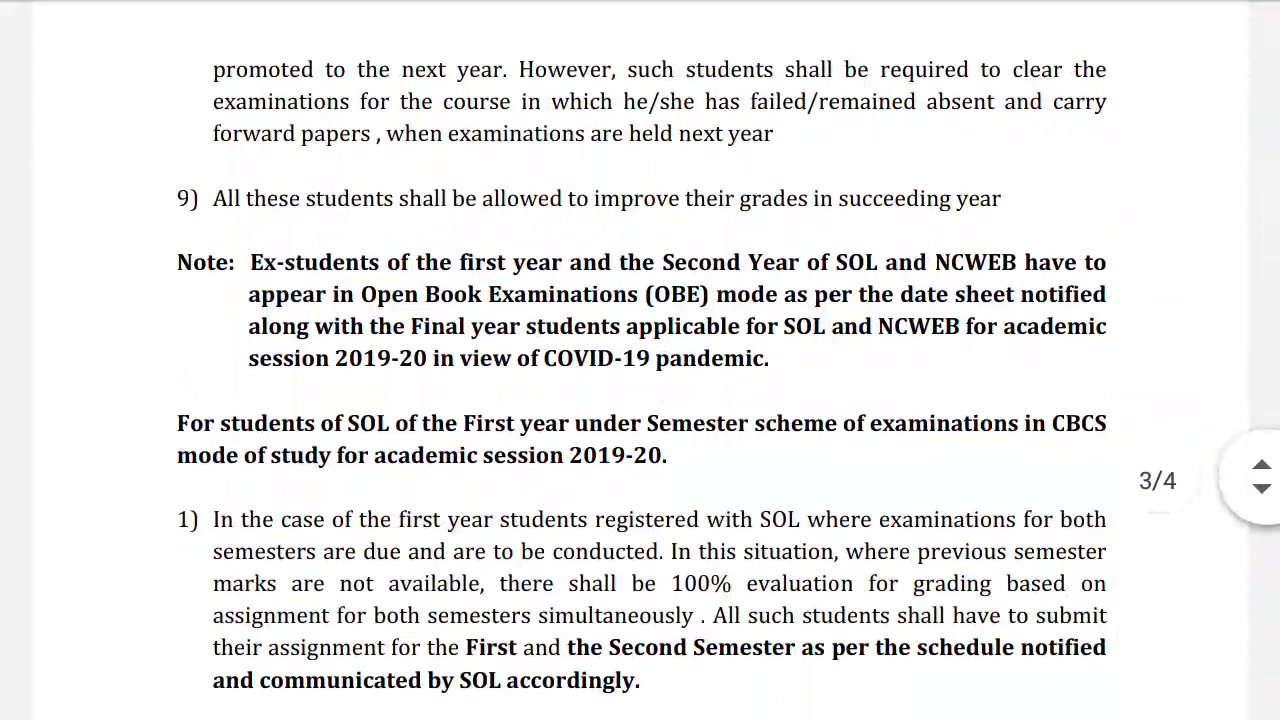 promoted to the next year. However, such students shall be required to clear the
examinations for the course in which he/she has failed/remained absent and carry
forward papers , when examinations are held next year
9) All these students shall be allowed to improve their grades in succeeding year
Note: Ex-students of the first year and the Second Year of SOL and NCWEB have to
appear in Open Book Examinations (OBE) mode as per the date sheet notified
along with the Final year students applicable for SOL and NCWEB for academic
session 2019-20 in view of COVID-19 pandemic.
For students of SOL of the First year under Semester scheme of examinations in CBCS
mode of study for academic session 2019-20.
3/4
1) In the case of the first year students registered with SOL where examinations for both
semesters are due and are to be conducted. In this situation, where previous semester
marks are not available, there shall be 100% evaluation for grading based on
assignment for both semesters simultaneously . All such students shall have to submit
their assignment for the First and the Second Semester as per the schedule notified
and communicated by SOL accordingly.